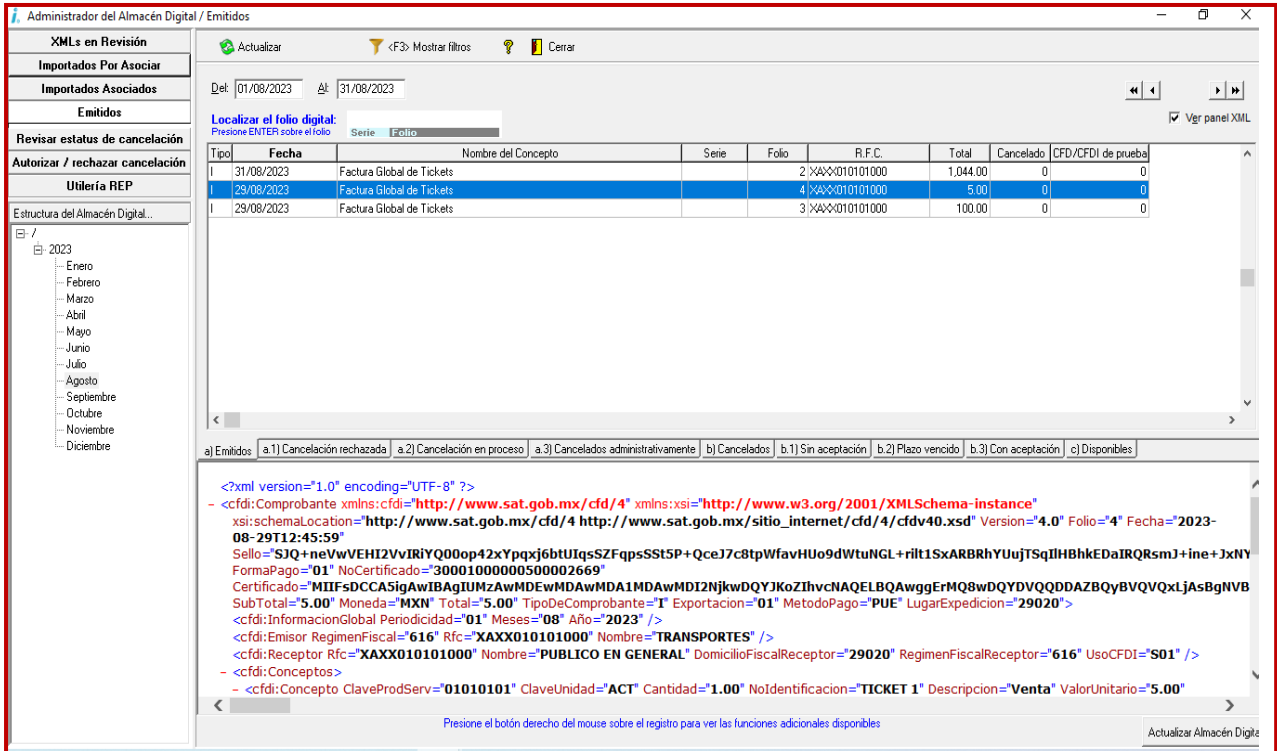 Administrador del Almacén Digital / Emitidos
XMLs en Revisión
Importados Por Asociar
Importados Asociados
Emitidos
Revisar estatus de cancelación
Autorizar / rechazar cancelación
Utilería REP
Estructura del Almacén Digital...
/
2023
Enero
Febrero
Marzo
Abril
Mayo
Junio
Julio
Agosto
Septiembre
Octubre
Noviembre
Diciembre
Actualizar <F3> Mostrar filtros Cerrar
Del: 01/08/2023 Al: 31/08/2023
Localizar el folio digital:
Presione ENTER sobre el folio Serie Folio
Ver panel XML
Tipo Fecha Nombre del Concepto Serie Folio R.F.C. Total Cancelado CFD/CFDI de prueba
I 31/08/2023 Factura Global de Tickets 2 XAXX010101000 1,044.00 0 0
I 29/08/2023 Factura Global de Tickets 4 XAXX010101000 5.00 0 0
I 29/08/2023 Factura Global de Tickets 3 XAXX010101000 100.00 0 0
a) Emitidos a.1) Cancelación rechazada a.2) Cancelación en proceso a.3) Cancelados administrativamente b) Cancelados b.1) Sin aceptación b.2) Plazo vencido b.3) Con aceptación c) Disponibles
<?xml version="1.0" encoding="UTF-8" ?>
– <cfdi:Comprobante xmlns:cfdi="http://www.sat.gob.mx/cfd/4" xmlns:xsi="http://www.w3.org/2001/XMLSchema-instance"
xsi:schemaLocation="http://www.sat.gob.mx/cfd/4 http://www.sat.gob.mx/sitio_internet/cfd/4/cfdv40.xsd" Version="4.0" Folio="4" Fecha="2023-
08-29T12:45:59"
Sello="SJQ+neVwVEHI2VvIRiYQ00op42xYpqxj6btUIqsSZFqpsSSt5P+QceJ7c8tpWfavHUo9dWtuNGL+rilt1SxARBRhYUujTSqIlHBhkEDaIRQRsmJ+ine+JxNY
FormaPago="01" NoCertificado="30001000000500002669"
Certificado="MIIFsDCCA5igAwIBAgIUMzAwMDEwMDAwMDA1MDAwMDI2NjkwDQYJKoZIhvcNAQELBQAwggErMQ8wDQYDVQQDDAZBQyBVQVQxLjAsBgNVB
SubTotal="5.00" Moneda="MXN" Total="5.00" TipoDeComprobante="I" Exportacion="01" MetodoPago="PUE" LugarExpedicion="29020">
<cfdi:InformacionGlobal Periodicidad="01" Meses="08" Año="2023" />
<cfdi:Emisor RegimenFiscal="616" Rfc="XAXX010101000" Nombre="TRANSPORTES" />
<cfdi:Receptor Rfc="XAXX010101000" Nombre="PUBLICO EN GENERAL" DomicilioFiscalReceptor="29020" RegimenFiscalReceptor="616" UsoCFDI="S01" />
– <cfdi:Conceptos>
– <cfdi:Concepto ClaveProdServ="01010101" ClaveUnidad="ACT" Cantidad="1.00" NoIdentificacion="TICKET 1" Descripcion="Venta" ValorUnitario="5.00"
Presione el botón derecho del mouse sobre el registro para ver las funciones adicionales disponibles
Actualizar Almacén Digita